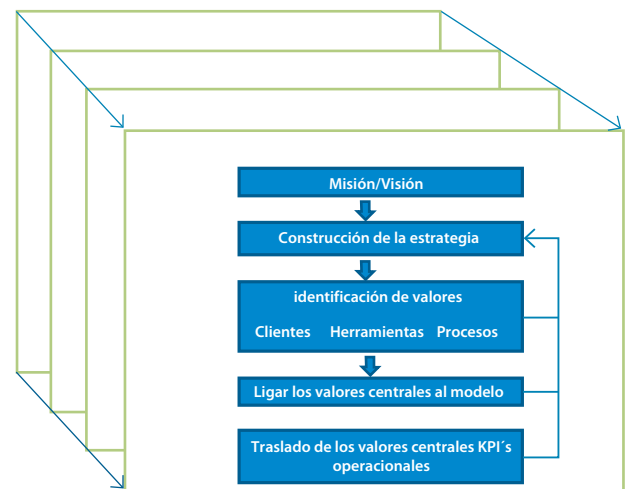 Misión/Visión
Construcción de la estrategia
identificación de valores
Clientes Herramientas Procesos
Ligar los valores centrales al modelo
Traslado de los valores centrales KPI´s
operacionales